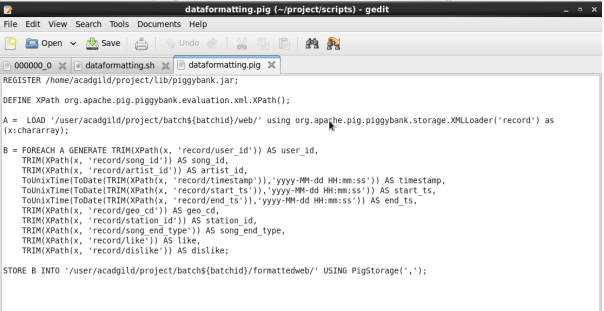 dataformatting.pig (~/project/scripts) - gedit
File Edit View Search Tools Documents Help
Open Save Undo
000000_0 dataformatting.sh dataformatting.pig
REGISTER /home/acadgild/project/lib/piggybank.jar;
DEFINE XPath org.apache.pig.piggybank.evaluation.xml.XPath();
A =  LOAD '/user/acadgild/project/batch${batchid}/web/' using org.apache.pig.piggybank.storage.XMLLoader('record') as
(x:chararray);
B = FOREACH A GENERATE TRIM(XPath(x, 'record/user_id')) AS user_id,
    TRIM(XPath(x, 'record/song_id')) AS song_id,
    TRIM(XPath(x, 'record/artist_id')) AS artist_id,
    ToUnixTime(ToDate(TRIM(XPath(x, 'record/timestamp')),'yyyy-MM-dd HH:mm:ss')) AS timestamp,
    ToUnixTime(ToDate(TRIM(XPath(x, 'record/start_ts')),'yyyy-MM-dd HH:mm:ss')) AS start_ts,
    ToUnixTime(ToDate(TRIM(XPath(x, 'record/end_ts')),'yyyy-MM-dd HH:mm:ss')) AS end_ts,
    TRIM(XPath(x, 'record/geo_cd')) AS geo_cd,
    TRIM(XPath(x, 'record/station_id')) AS station_id,
    TRIM(XPath(x, 'record/song_end_type')) AS song_end_type,
    TRIM(XPath(x, 'record/like')) AS like,
    TRIM(XPath(x, 'record/dislike')) AS dislike;
STORE B INTO '/user/acadgild/project/batch${batchid}/formattedweb/' USING PigStorage(',');